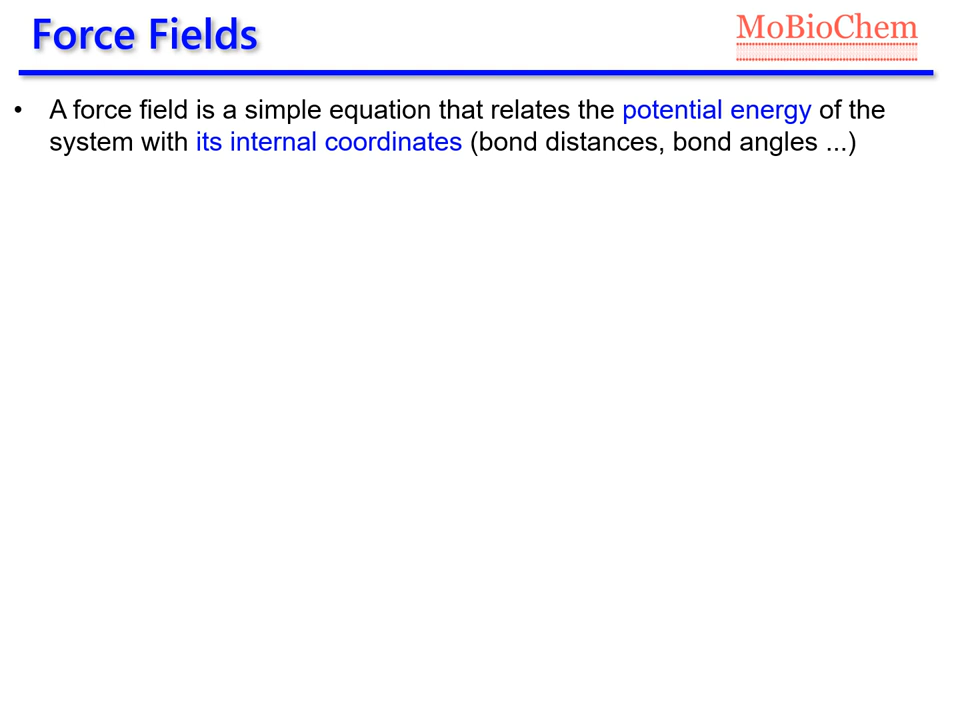 Force Fields
MoBioChem
• A force field is a simple equation that relates the potential energy of the
system with its internal coordinates (bond distances, bond angles ...)